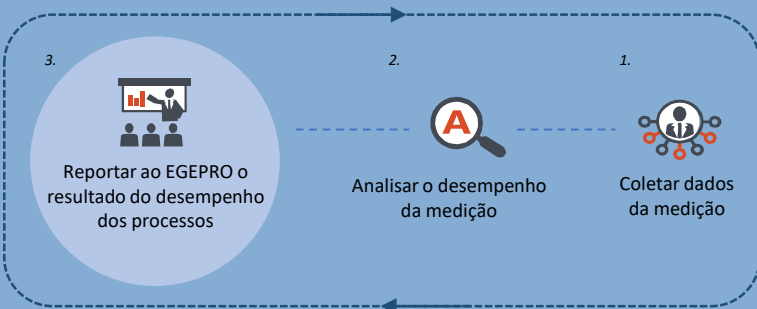 3.
Reportar ao EGEPRO o
resultado do desempenho
dos processos
2.
A
Analisar o desempenho
da medição
1.
Coletar dados
da medição